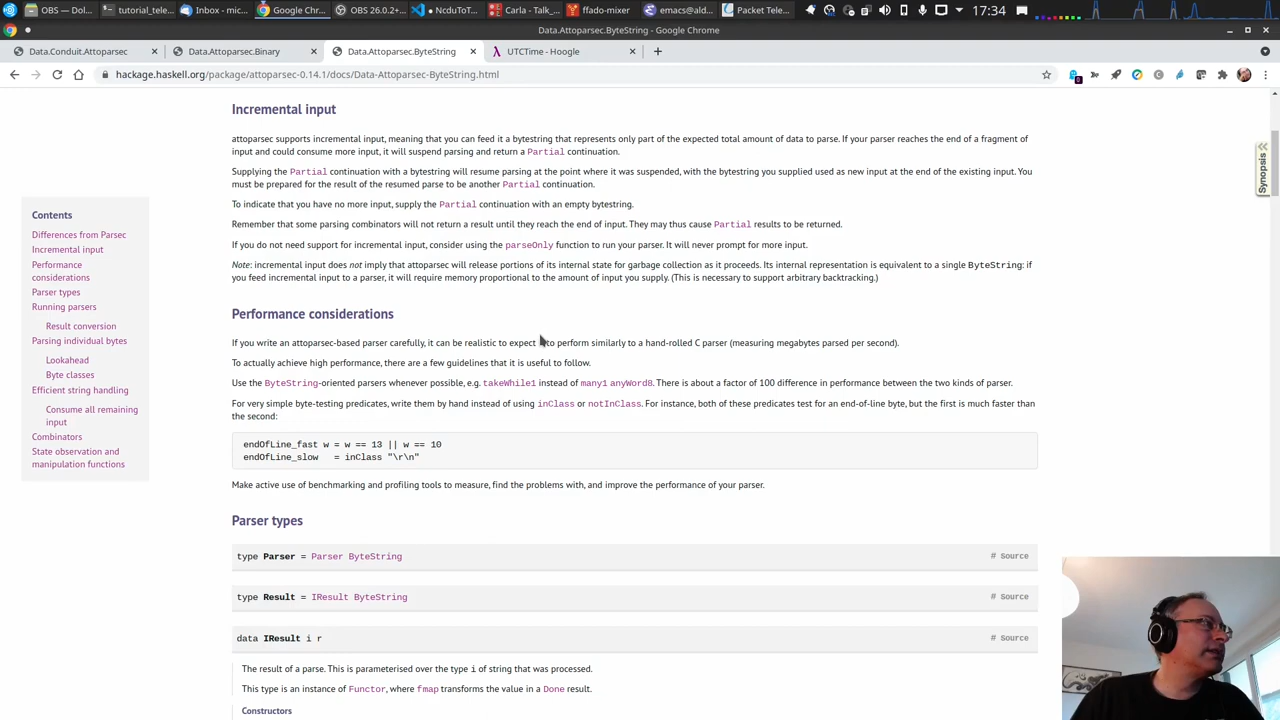 OBS — Dol...
tutorial_tele...
Inbox - mic...
Google Chr...
OBS 26.0.2+...
NcduToT...
Carla - Talk_...
ffado-mixer
emacs@ald...
Packet Tele...
17:34
Data.Attoparsec.ByteString - Google Chrome
Data.Conduit.Attoparsec
Data.Attoparsec.Binary
Data.Attoparsec.ByteString
UTCTime - Hoogle
hackage.haskell.org/package/attoparsec-0.14.1/docs/Data-Attoparsec-ByteString.html
Synopsis
Contents
Differences from Parsec
Incremental input
Performance
considerations
Parser types
Running parsers
Result conversion
Parsing individual bytes
Lookahead
Byte classes
Efficient string handling
Consume all remaining
input
Combinators
State observation and
manipulation functions
Incremental input
attoparsec supports incremental input, meaning that you can feed it a bytestring that represents only part of the expected total amount of data to parse. If your parser reaches the end of a fragment of
input and could consume more input, it will suspend parsing and return a Partial continuation.
Supplying the Partial continuation with a bytestring will resume parsing at the point where it was suspended, with the bytestring you supplied used as new input at the end of the existing input. You
must be prepared for the result of the resumed parse to be another Partial continuation.
To indicate that you have no more input, supply the Partial continuation with an empty bytestring.
Remember that some parsing combinators will not return a result until they reach the end of input. They may thus cause Partial results to be returned.
If you do not need support for incremental input, consider using the parseOnly function to run your parser. It will never prompt for more input.
Note: incremental input does not imply that attoparsec will release portions of its internal state for garbage collection as it proceeds. Its internal representation is equivalent to a single ByteString: if
you feed incremental input to a parser, it will require memory proportional to the amount of input you supply. (This is necessary to support arbitrary backtracking.)
Performance considerations
If you write an attoparsec-based parser carefully, it can be realistic to expect to perform similarly to a hand-rolled C parser (measuring megabytes parsed per second).
To actually achieve high performance, there are a few guidelines that it is useful to follow.
Use the ByteString-oriented parsers whenever possible, e.g. takeWhile1 instead of many1 anyWord8. There is about a factor of 100 difference in performance between the two kinds of parser.
For very simple byte-testing predicates, write them by hand instead of using inClass or notInClass. For instance, both of these predicates test for an end-of-line byte, but the first is much faster than
the second:
endOfLine_fast w = w == 13 || w == 10
endOfLine_slow   = inClass "\r\n"
Make active use of benchmarking and profiling tools to measure, find the problems with, and improve the performance of your parser.
Parser types
type Parser = Parser ByteString # Source
type Result = IResult ByteString # Source
data IResult i r # Source
The result of a parse. This is parameterised over the type i of string that was processed.
This type is an instance of Functor, where fmap transforms the value in a Done result.
Constructors